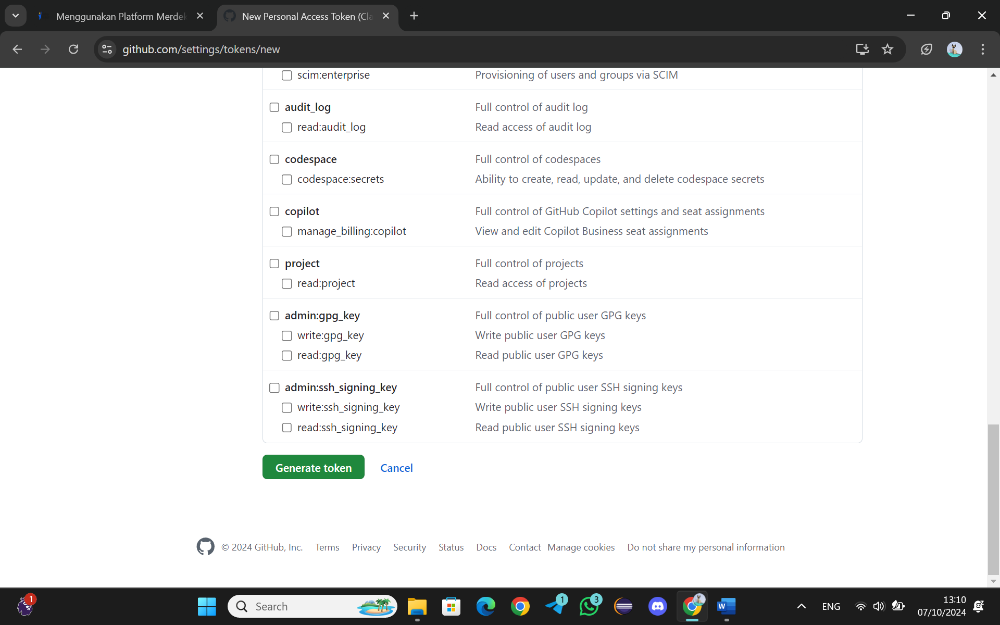 Menggunakan Platform Merdek
New Personal Access Token (Cla
github.com/settings/tokens/new
scim:enterprise Provisioning of users and groups via SCIM
audit_log Full control of audit log
read:audit_log Read access of audit log
codespace Full control of codespaces
codespace:secrets Ability to create, read, update, and delete codespace secrets
copilot Full control of GitHub Copilot settings and seat assignments
manage_billing:copilot View and edit Copilot Business seat assignments
project Full control of projects
read:project Read access of projects
admin:gpg_key Full control of public user GPG keys
write:gpg_key Write public user GPG keys
read:gpg_key Read public user GPG keys
admin:ssh_signing_key Full control of public user SSH signing keys
write:ssh_signing_key Write public user SSH signing keys
read:ssh_signing_key Read public user SSH signing keys
Generate token Cancel
© 2024 GitHub, Inc. Terms Privacy Security Status Docs Contact Manage cookies Do not share my personal information
1
Search
1
3
W
ENG
13:10
07/10/2024